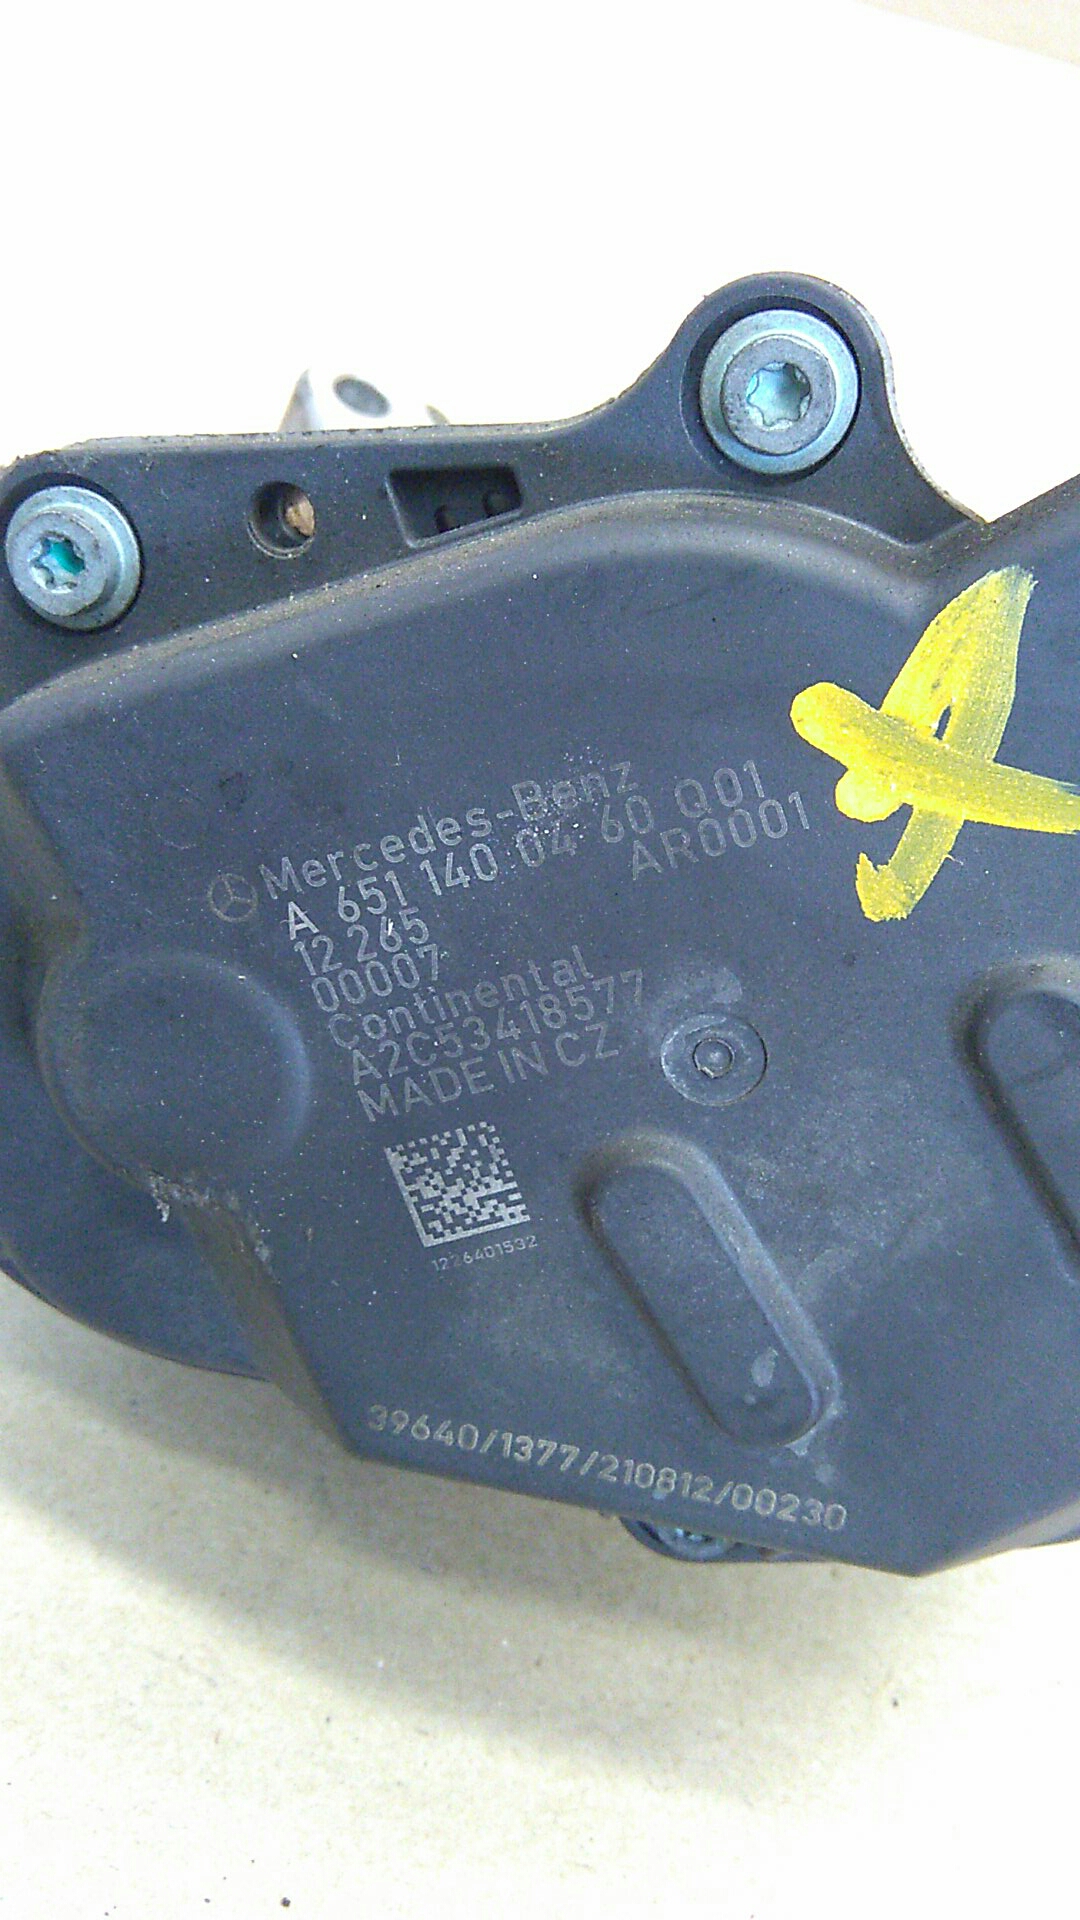 Mercedes-Benz
A 651 140 04 60 Q01
AR0001
12 265
00007
Continental
A2C53418577
MADE IN CZ
1226401532
39640/1377/210812/00230